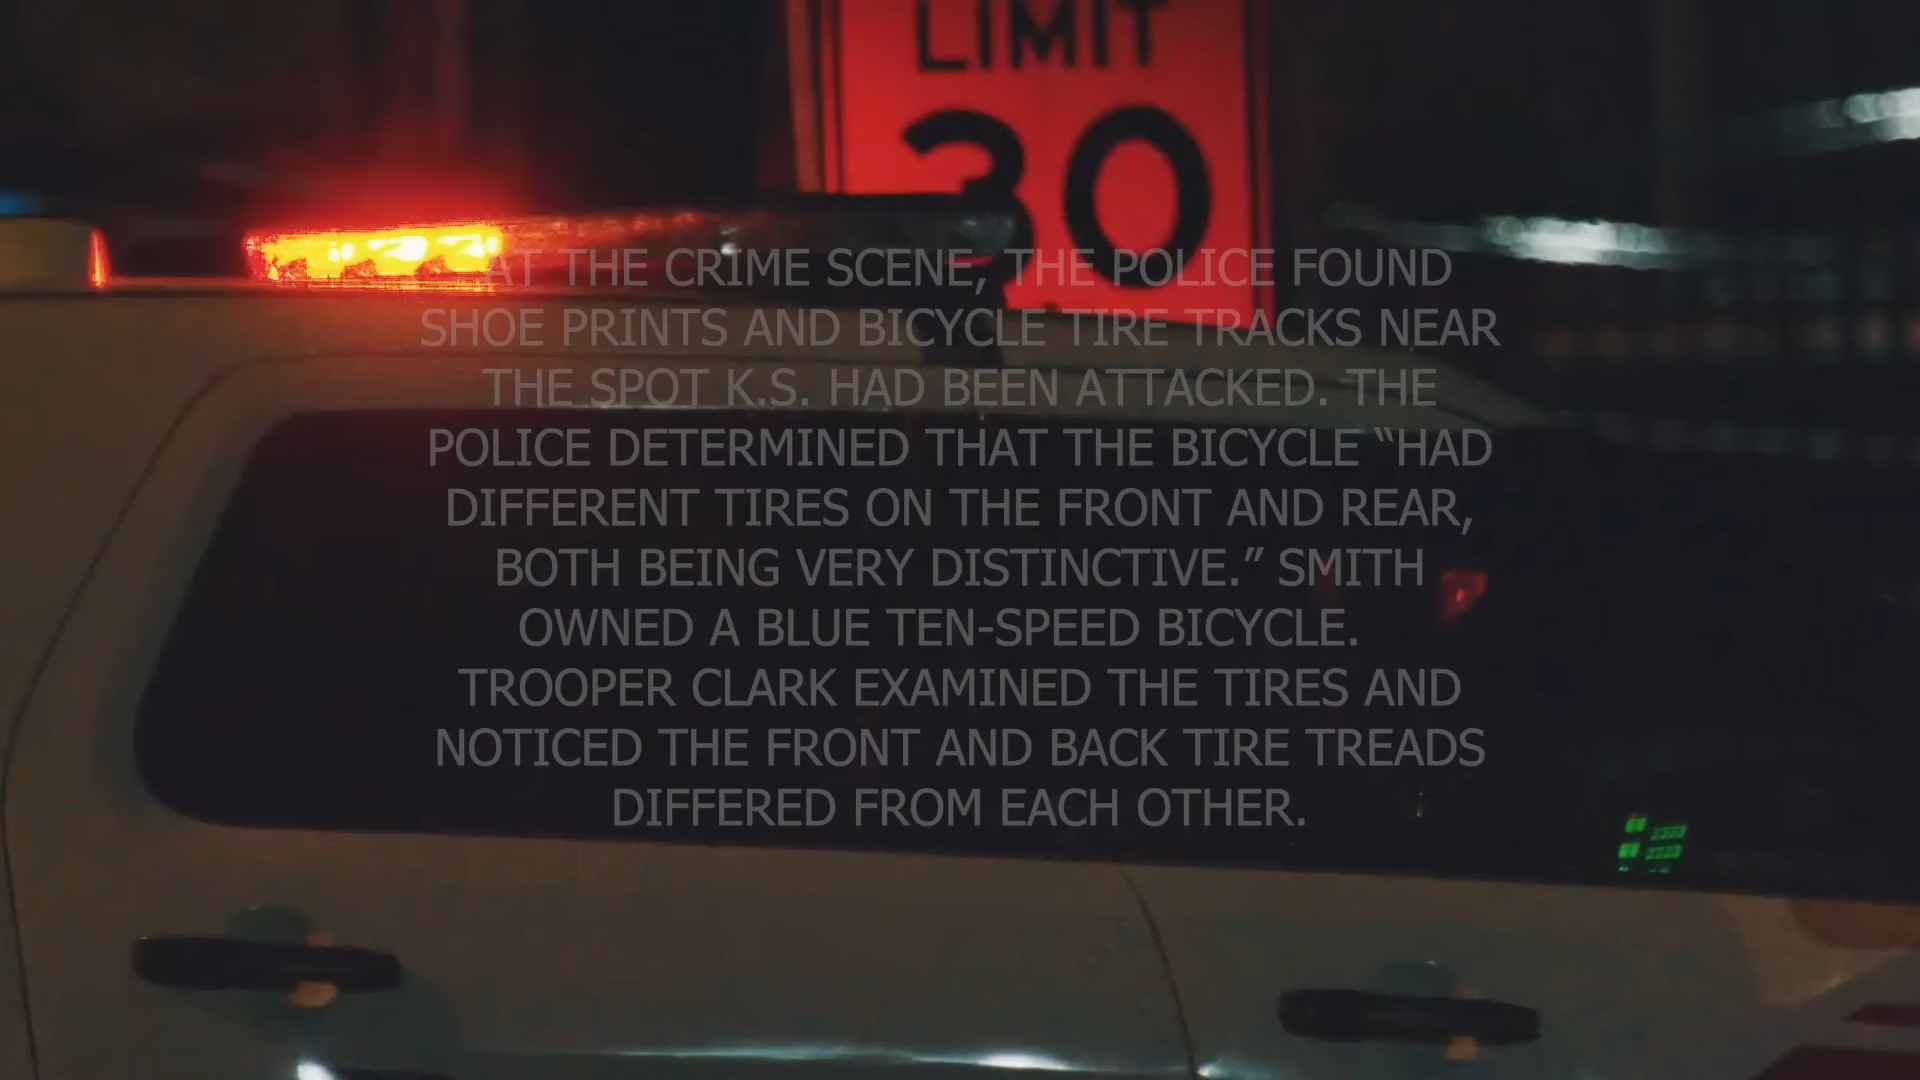 LIMIT
30
AT THE CRIME SCENE, THE POLICE FOUND
SHOE PRINTS AND BICYCLE TIRE TRACKS NEAR
THE SPOT K.S. HAD BEEN ATTACKED. THE
POLICE DETERMINED THAT THE BICYCLE “HAD
DIFFERENT TIRES ON THE FRONT AND REAR,
BOTH BEING VERY DISTINCTIVE.” SMITH
OWNED A BLUE TEN-SPEED BICYCLE.
TROOPER CLARK EXAMINED THE TIRES AND
NOTICED THE FRONT AND BACK TIRE TREADS
DIFFERED FROM EACH OTHER.